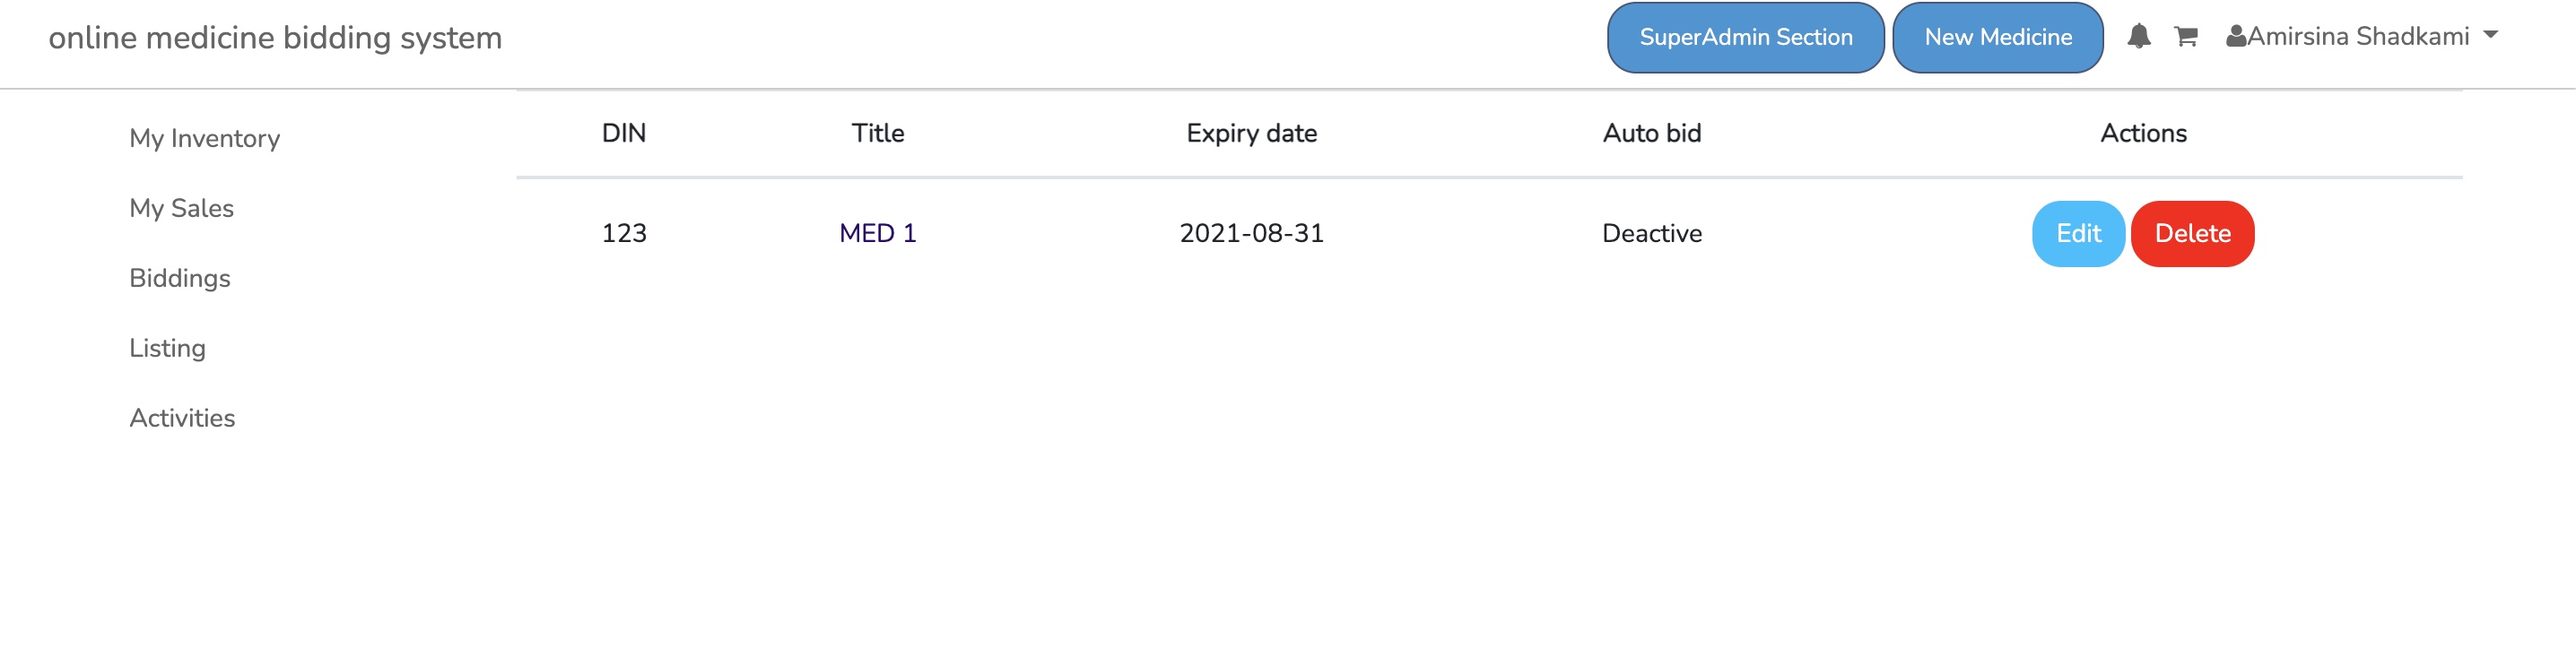 online medicine bidding system SuperAdmin Section New Medicine Amirsina Shadkami
My Inventory
My Sales
Biddings
Listing
Activities
DIN Title Expiry date Auto bid Actions
123 MED 1 2021-08-31 Deactive Edit Delete